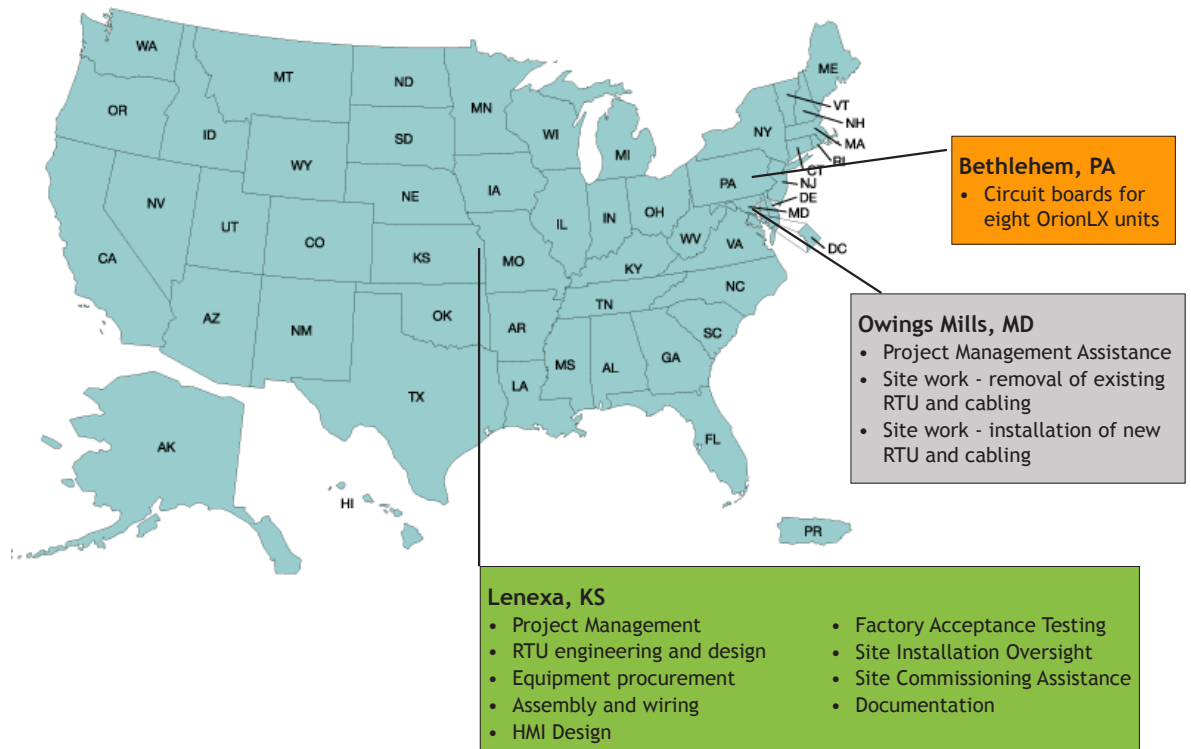 WA
MT
ND
MN
ME
OR
ID
SD
WI
MI
NY
VT
NH
MA
RI
CT
WY
NE
IA
PA
NJ
DE
MD
DC
NV
UT
CO
KS
MO
IL
IN
OH
WV
VA
KY
CA
AZ
NM
OK
AR
TN
NC
SC
MS
AL
GA
LA
TX
FL
AK
HI
PR
Bethlehem, PA
• Circuit boards for
eight OrionLX units
Owings Mills, MD
• Project Management Assistance
• Site work - removal of existing
RTU and cabling
• Site work - installation of new
RTU and cabling
Lenexa, KS
• Project Management
• RTU engineering and design
• Equipment procurement
• Assembly and wiring
• HMI Design
• Factory Acceptance Testing
• Site Installation Oversight
• Site Commissioning Assistance
• Documentation